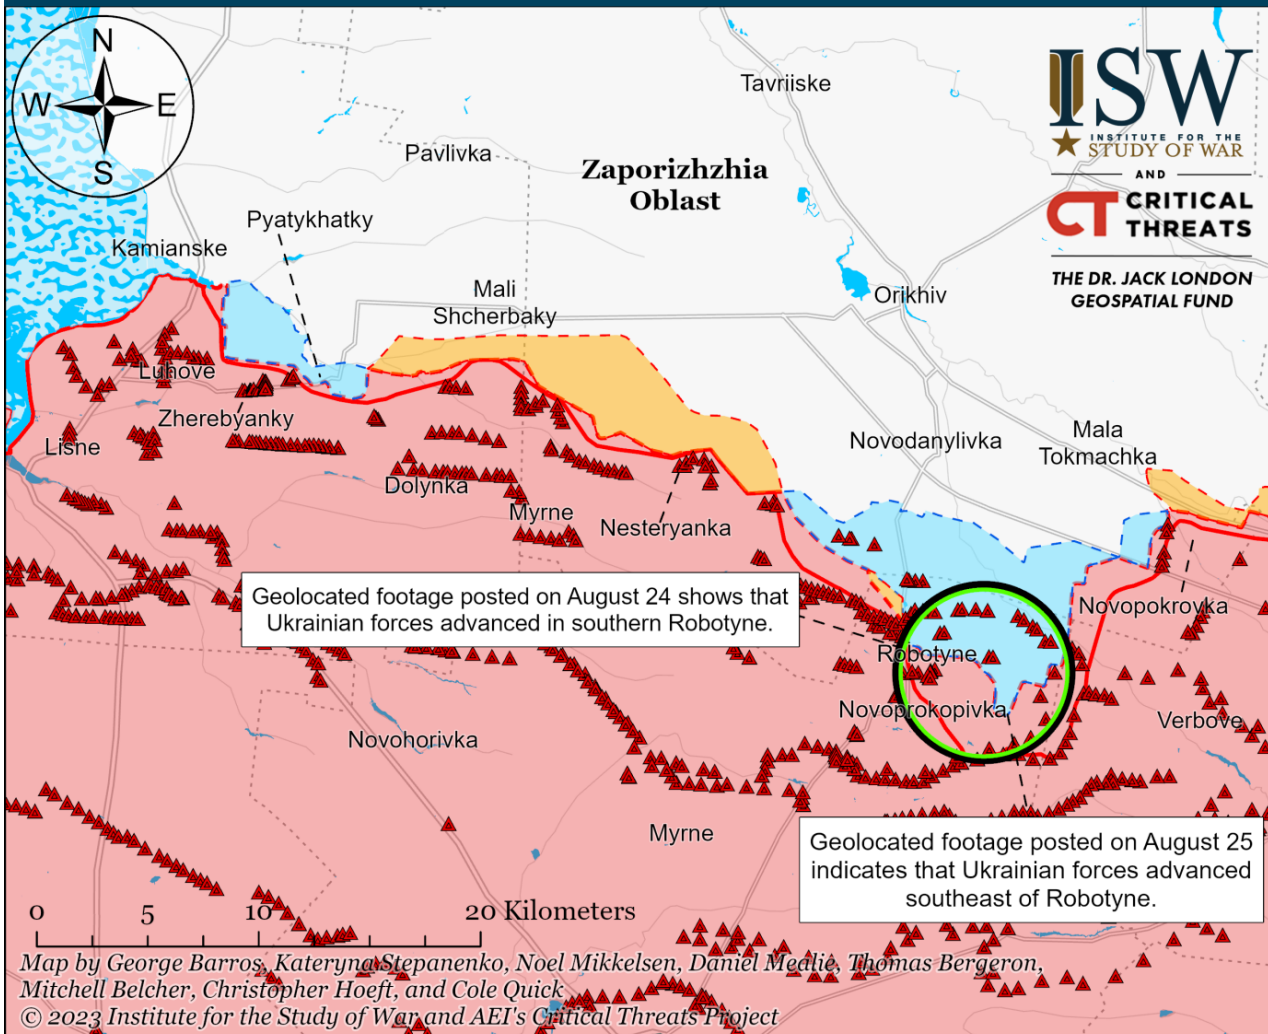 N
W
E
S
Tavriiske
ISW
INSTITUTE FOR THE
STUDY OF WAR
AND
CT CRITICAL
THREATS
THE DR. JACK LONDON
GEOSPATIAL FUND
Pavlivka
Zaporizhzhia
Oblast
Pyatykhatky
Kamianske
Mali
Shcherbaky
Orikhiv
Luhove
Zherebyanky
Lisne
Novodanylivka
Mala
Tokmachka
Dolynka
Myrne
Nesteryanka
Geolocated footage posted on August 24 shows that
Ukrainian forces advanced in southern Robotyne.
Novopokrovka
Robotyne
Novoprokopivka
Verbove
Novohorivka
Myrne
Geolocated footage posted on August 25
indicates that Ukrainian forces advanced
southeast of Robotyne.
0 5 10 20 Kilometers
Map by George Barros, Kateryna Stepanenko, Noel Mikkelsen, Daniel Mealie, Thomas Bergeron,
Mitchell Belcher, Christopher Hoeft, and Cole Quick
© 2023 Institute for the Study of War and AEI's Critical Threats Project